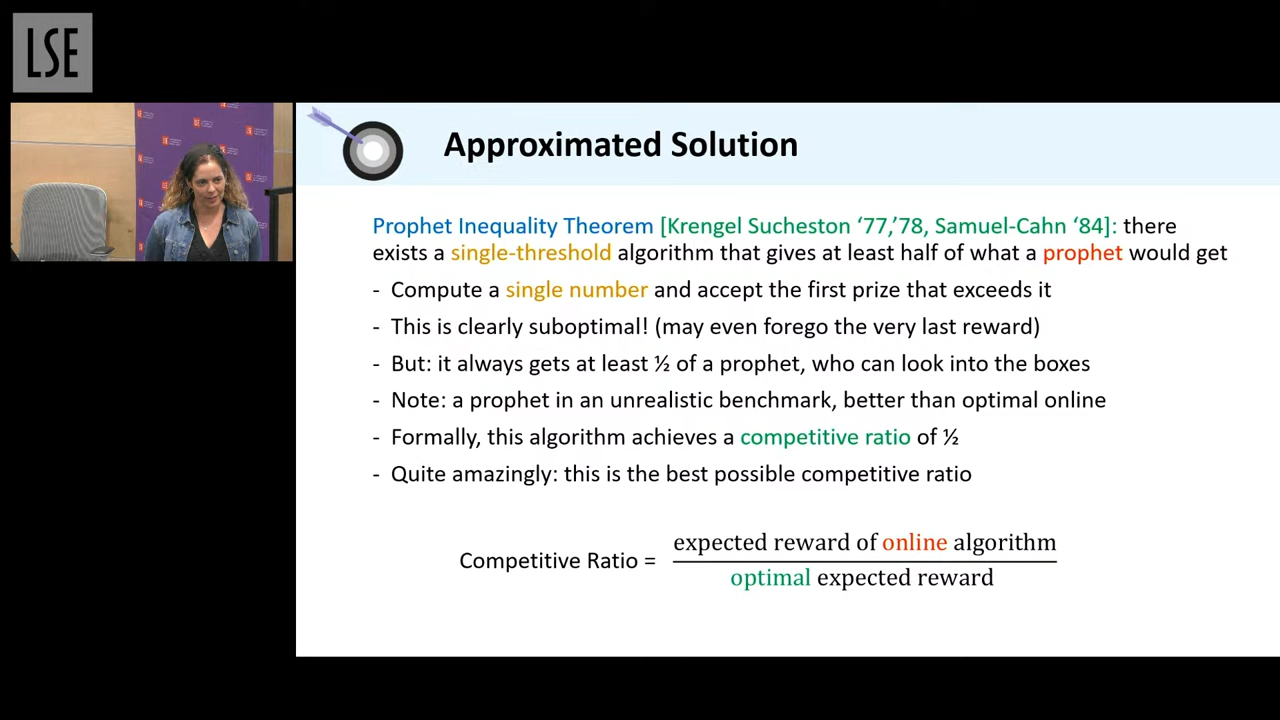 LSE
Approximated Solution
Prophet Inequality Theorem [Krengel Sucheston ‘77,’78, Samuel-Cahn ‘84]: there
exists a single-threshold algorithm that gives at least half of what a prophet would get
- Compute a single number and accept the first prize that exceeds it
- This is clearly suboptimal! (may even forego the very last reward)
- But: it always gets at least ½ of a prophet, who can look into the boxes
- Note: a prophet in an unrealistic benchmark, better than optimal online
- Formally, this algorithm achieves a competitive ratio of ½
- Quite amazingly: this is the best possible competitive ratio
Competitive Ratio =
expected reward of online algorithm
optimal expected reward